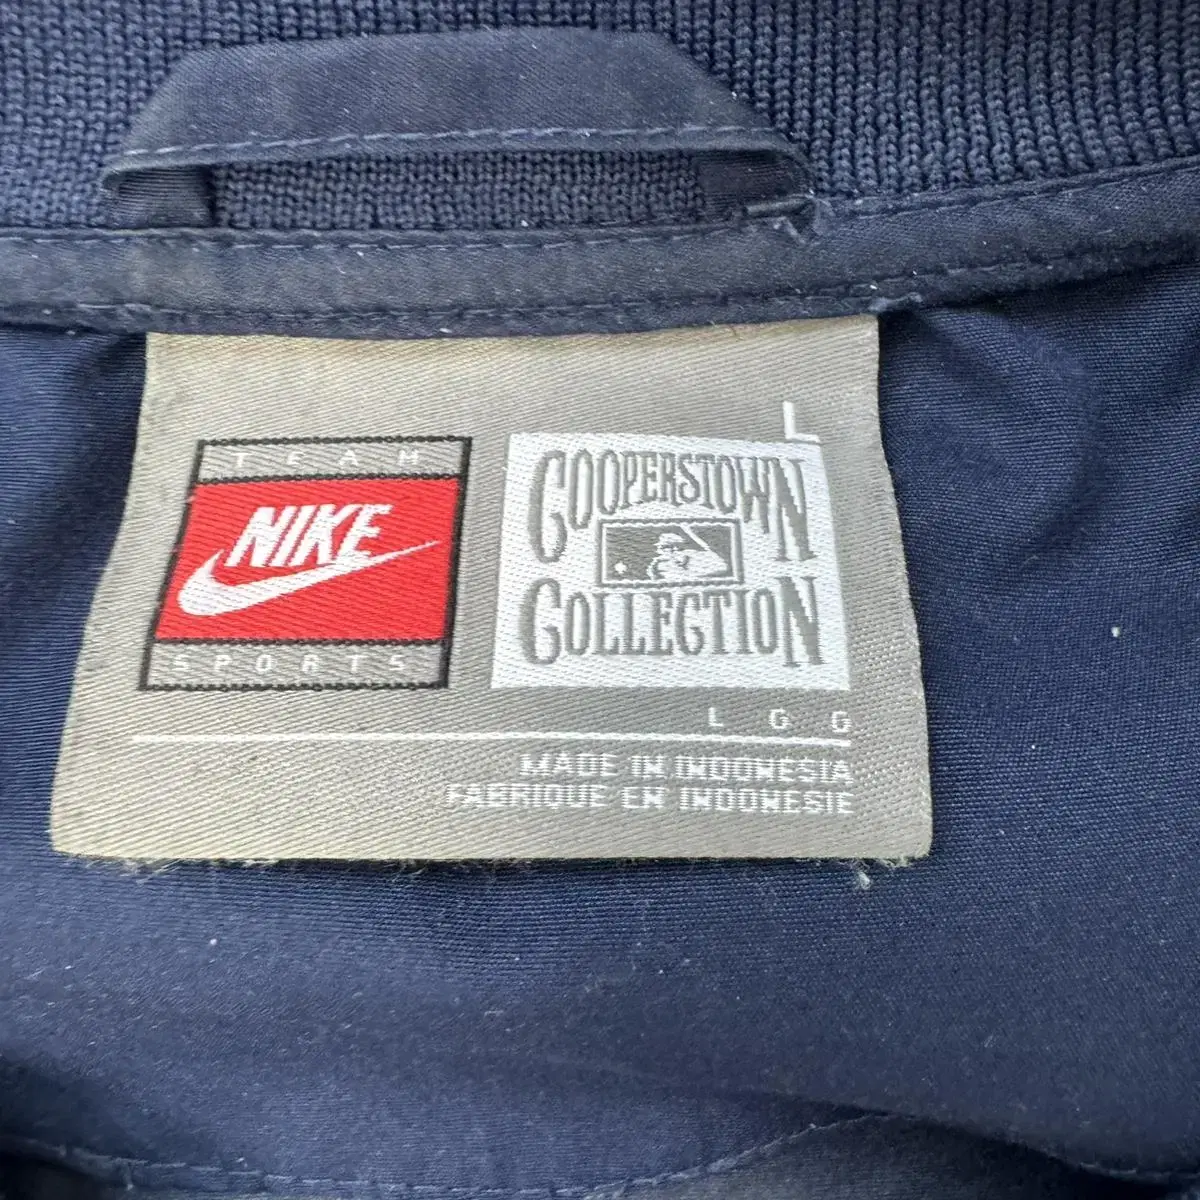 L
TEAM
NIKE
SPORTS
COOPERSTOWN
COLLECTION
L G G
MADE IN INDONESIA
FABRIQUE EN INDONESIE